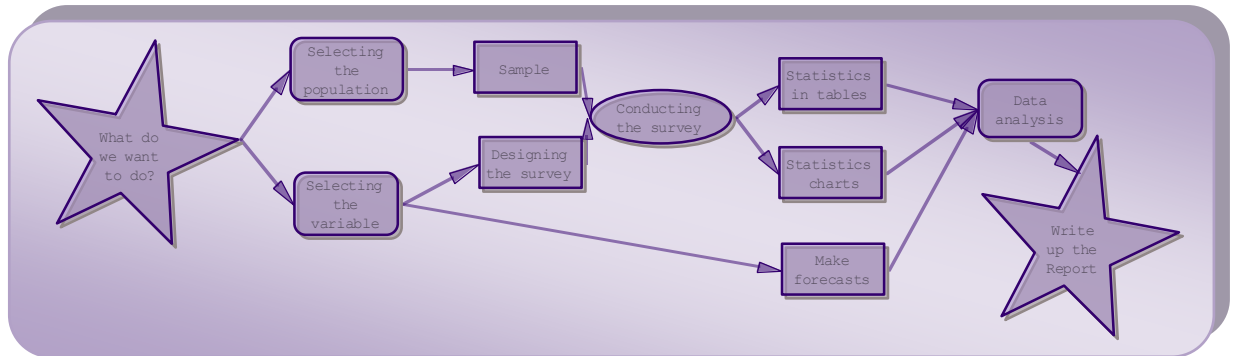 What do
we want
to do?
Selecting
the
population
Selecting
the
variable
Sample
Designing
the survey
Conducting
the survey
Statistics
in tables
Statistics
charts
Make
forecasts
Data
analysis
Write
up the
Report